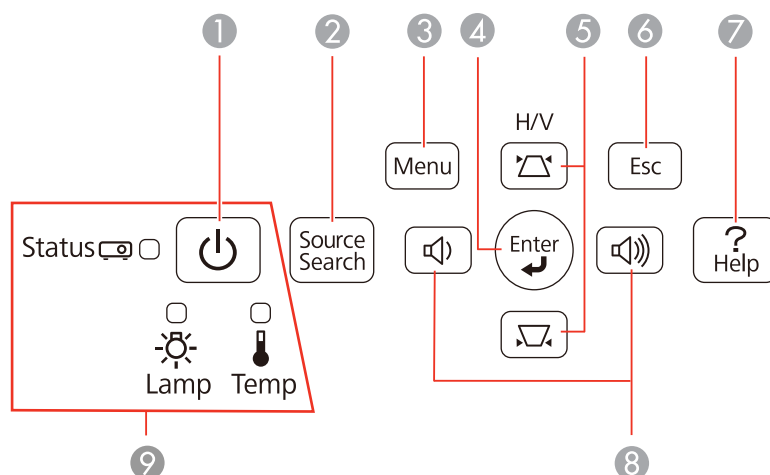 1 2 3 4 5 6 7
H/V
Menu
Esc
Status
Source
Search
Enter
?
Help
Lamp Temp
9 8